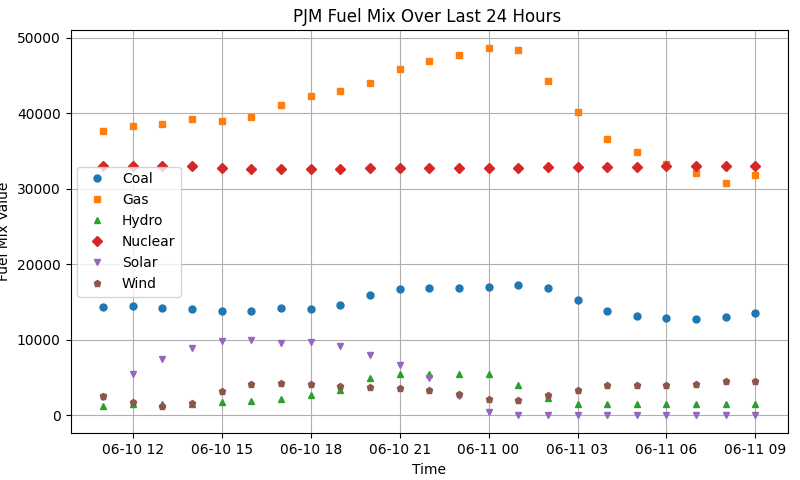 PJM Fuel Mix Over Last 24 Hours
50000
40000
30000
20000
10000
0
Fuel Mix Value
Coal
Gas
Hydro
Nuclear
Solar
Wind
06-10 12 06-10 15 06-10 18 06-10 21 06-11 00 06-11 03 06-11 06 06-11 09
Time